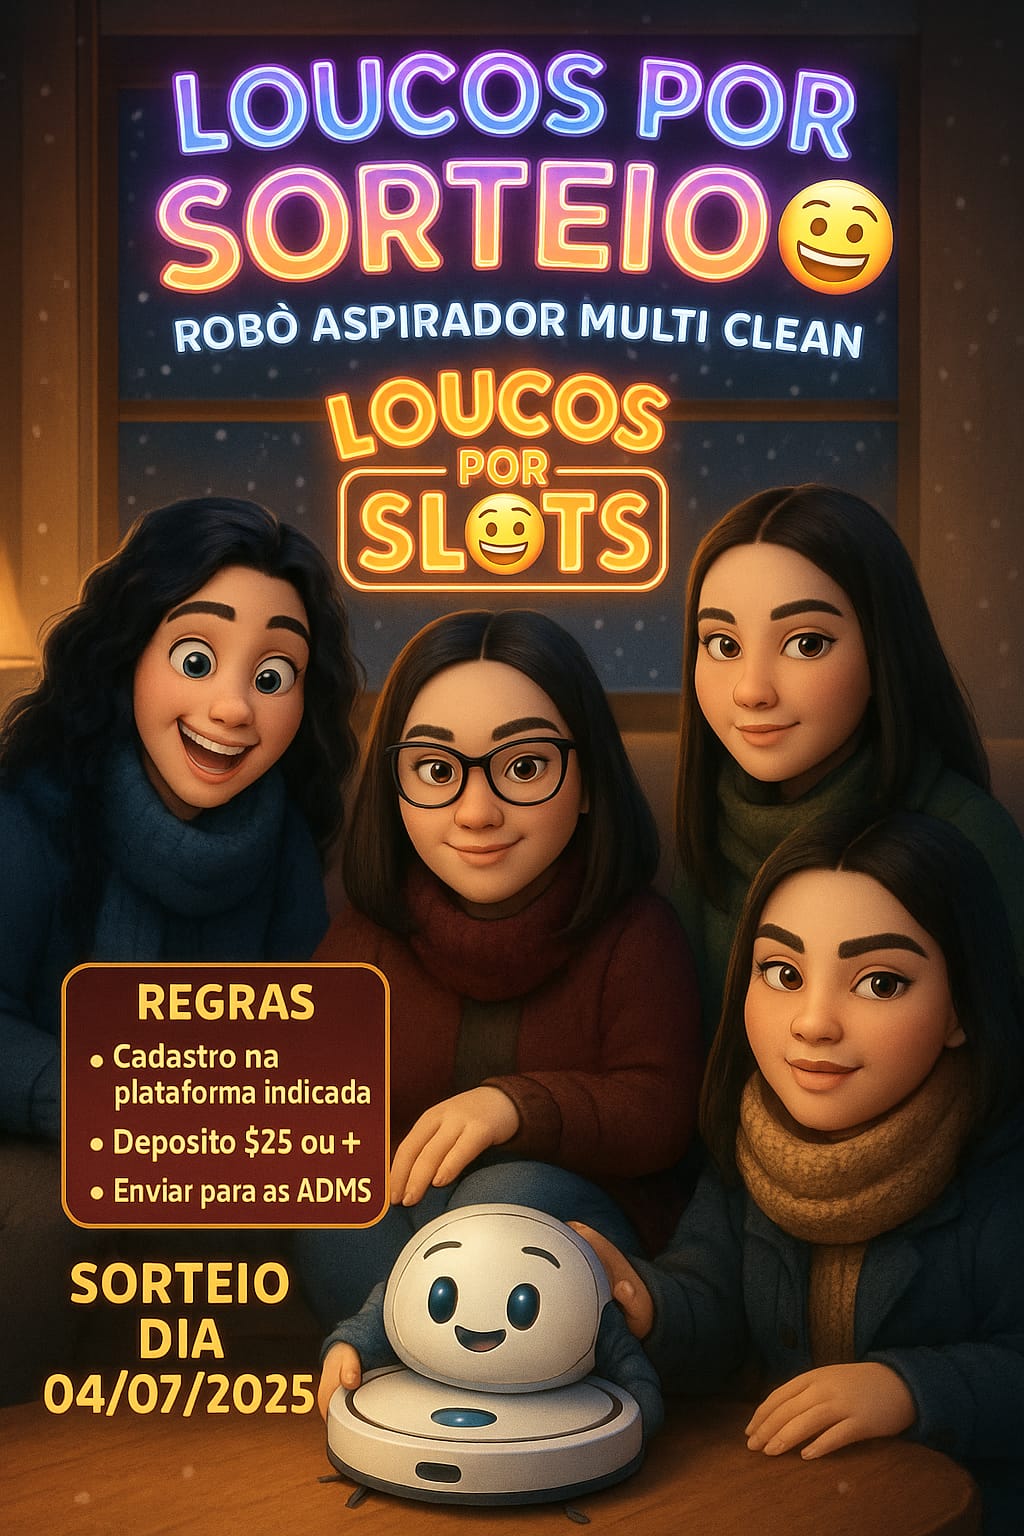 LOUCOS POR
SORTEIO
ROBÒ ASPIRADOR MULTI CLEAN
LOUCOS
POR
SLOTS
REGRAS
• Cadastro na
plataforma indicada
• Deposito $25 ou +
• Enviar para as ADMS
SORTEIO
DIA
04/07/2025